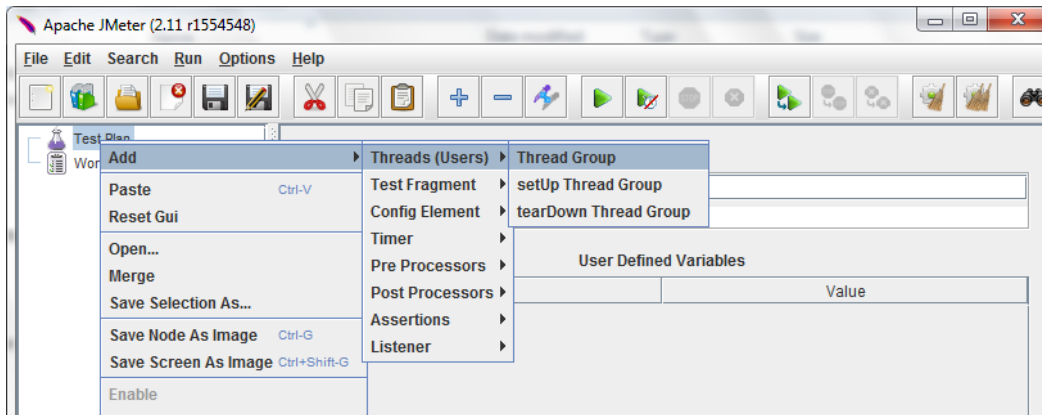 Apache JMeter (2.11 r1554548)
File Edit Search Run Options Help
Test Plan
Wor
Add
Paste Ctrl-V
Reset Gui
Open...
Merge
Save Selection As...
Save Node As Image Ctrl-G
Save Screen As Image Ctrl+Shift-G
Enable
Threads (Users)
Test Fragment
Config Element
Timer
Pre Processors
Post Processors
Assertions
Listener
Thread Group
setUp Thread Group
tearDown Thread Group
User Defined Variables
Value